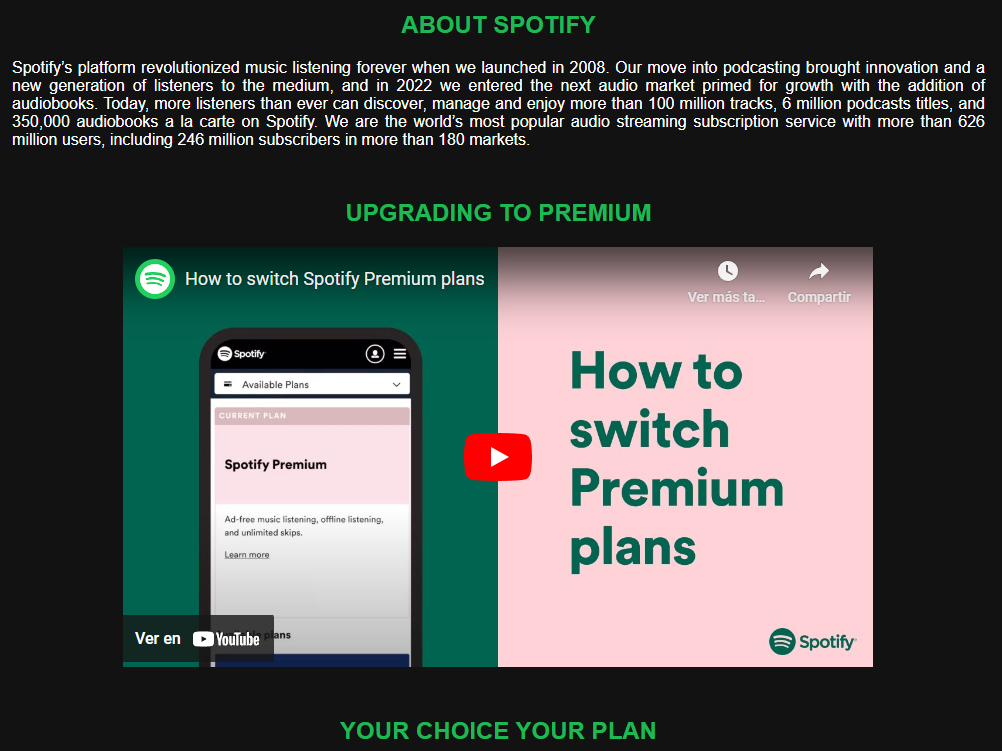 ABOUT SPOTIFY
Spotify's platform revolutionized music listening forever when we launched in 2008. Our move into podcasting brought innovation and a
new generation of listeners to the medium, and in 2022 we entered the next audio market primed for growth with the addition of
audiobooks. Today, more listeners than ever can discover, manage and enjoy more than 100 million tracks, 6 million podcasts titles, and
350,000 audiobooks a la carte on Spotify. We are the world's most popular audio streaming subscription service with more than 626
million users, including 246 million subscribers in more than 180 markets.
UPGRADING TO PREMIUM
How to switch Spotify Premium plans
Ver más ta...
Compartir
Spotify
Available Plans
CURRENT PLAN
Spotify Premium
Ad-free music listening, offline listening,
and unlimited skips.
Learn more
plans
Ver en YouTube
How to
switch
Premium
plans
Spotify
YOUR CHOICE YOUR PLAN